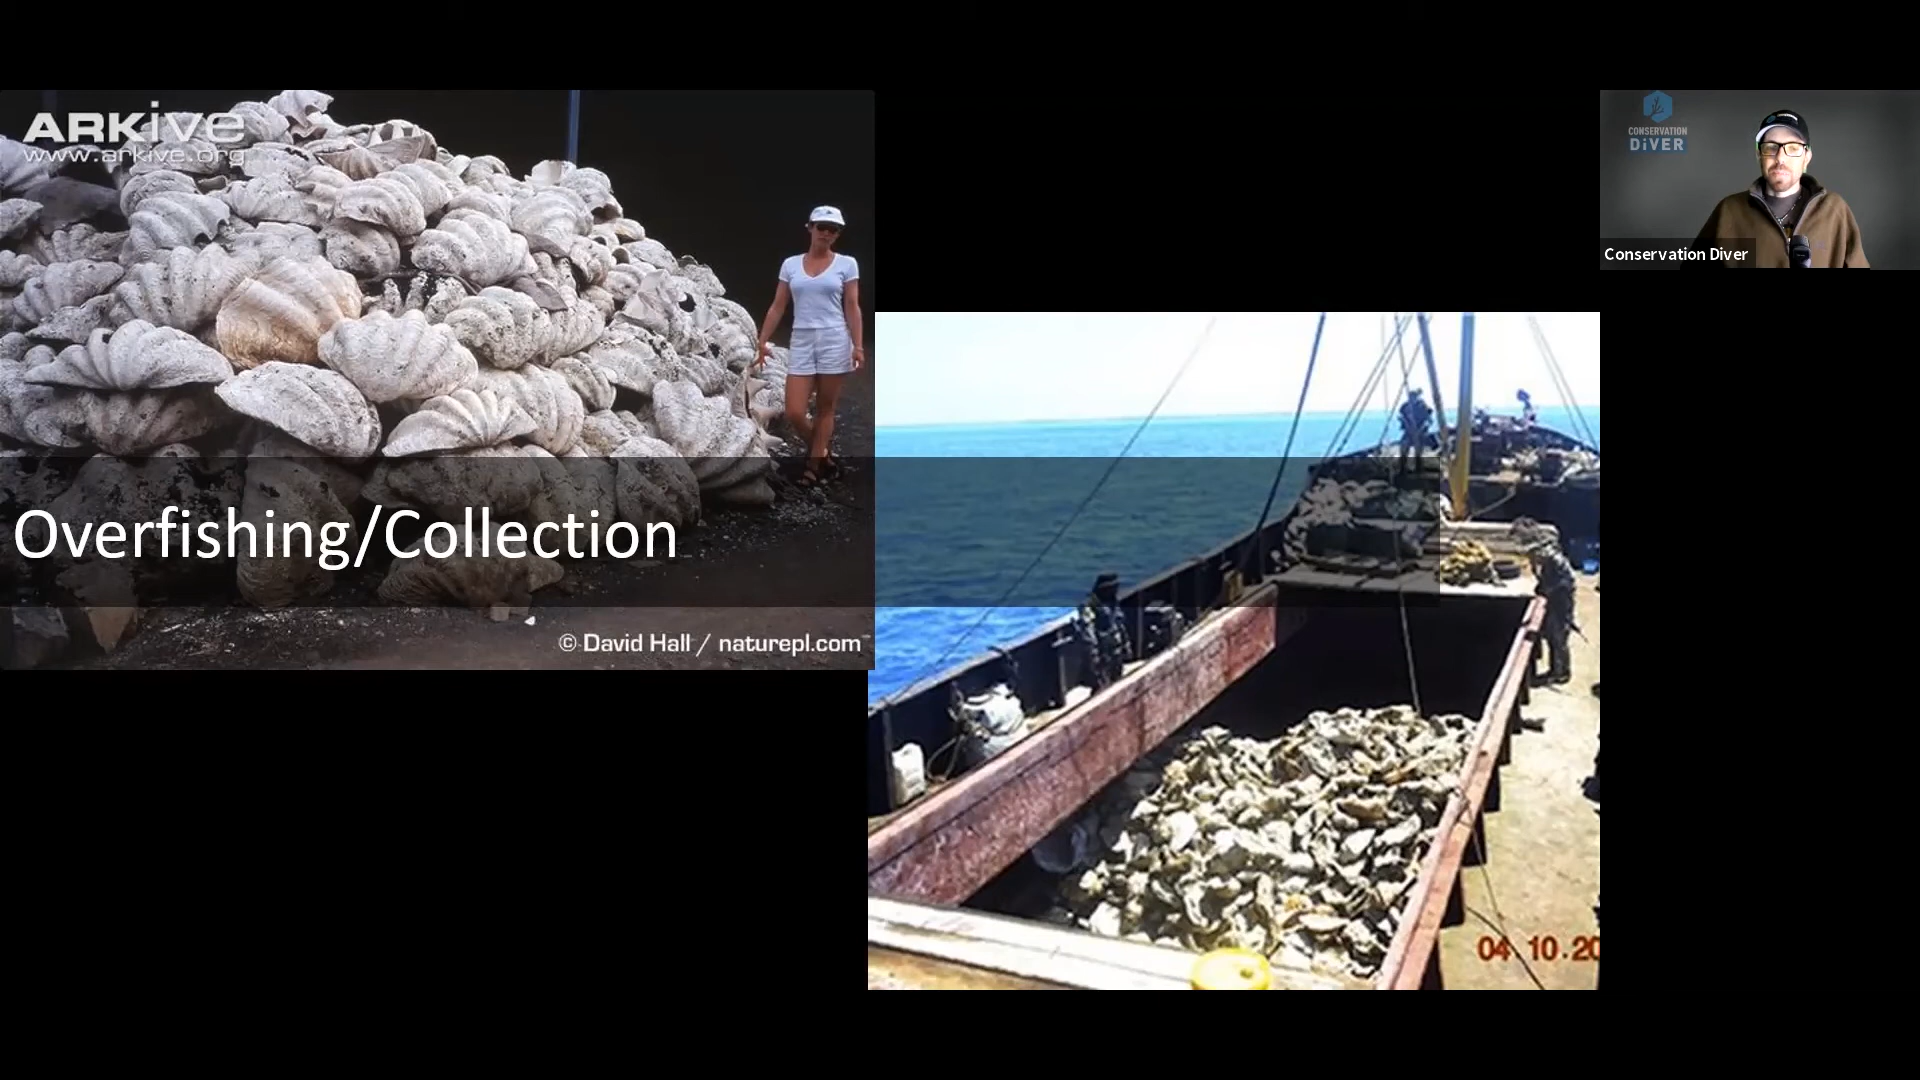 ARKive
www.arkive.org
CONSERVATION
DiVER
Conservation Diver
Overfishing/Collection
© David Hall / naturepl.com
04.10.20